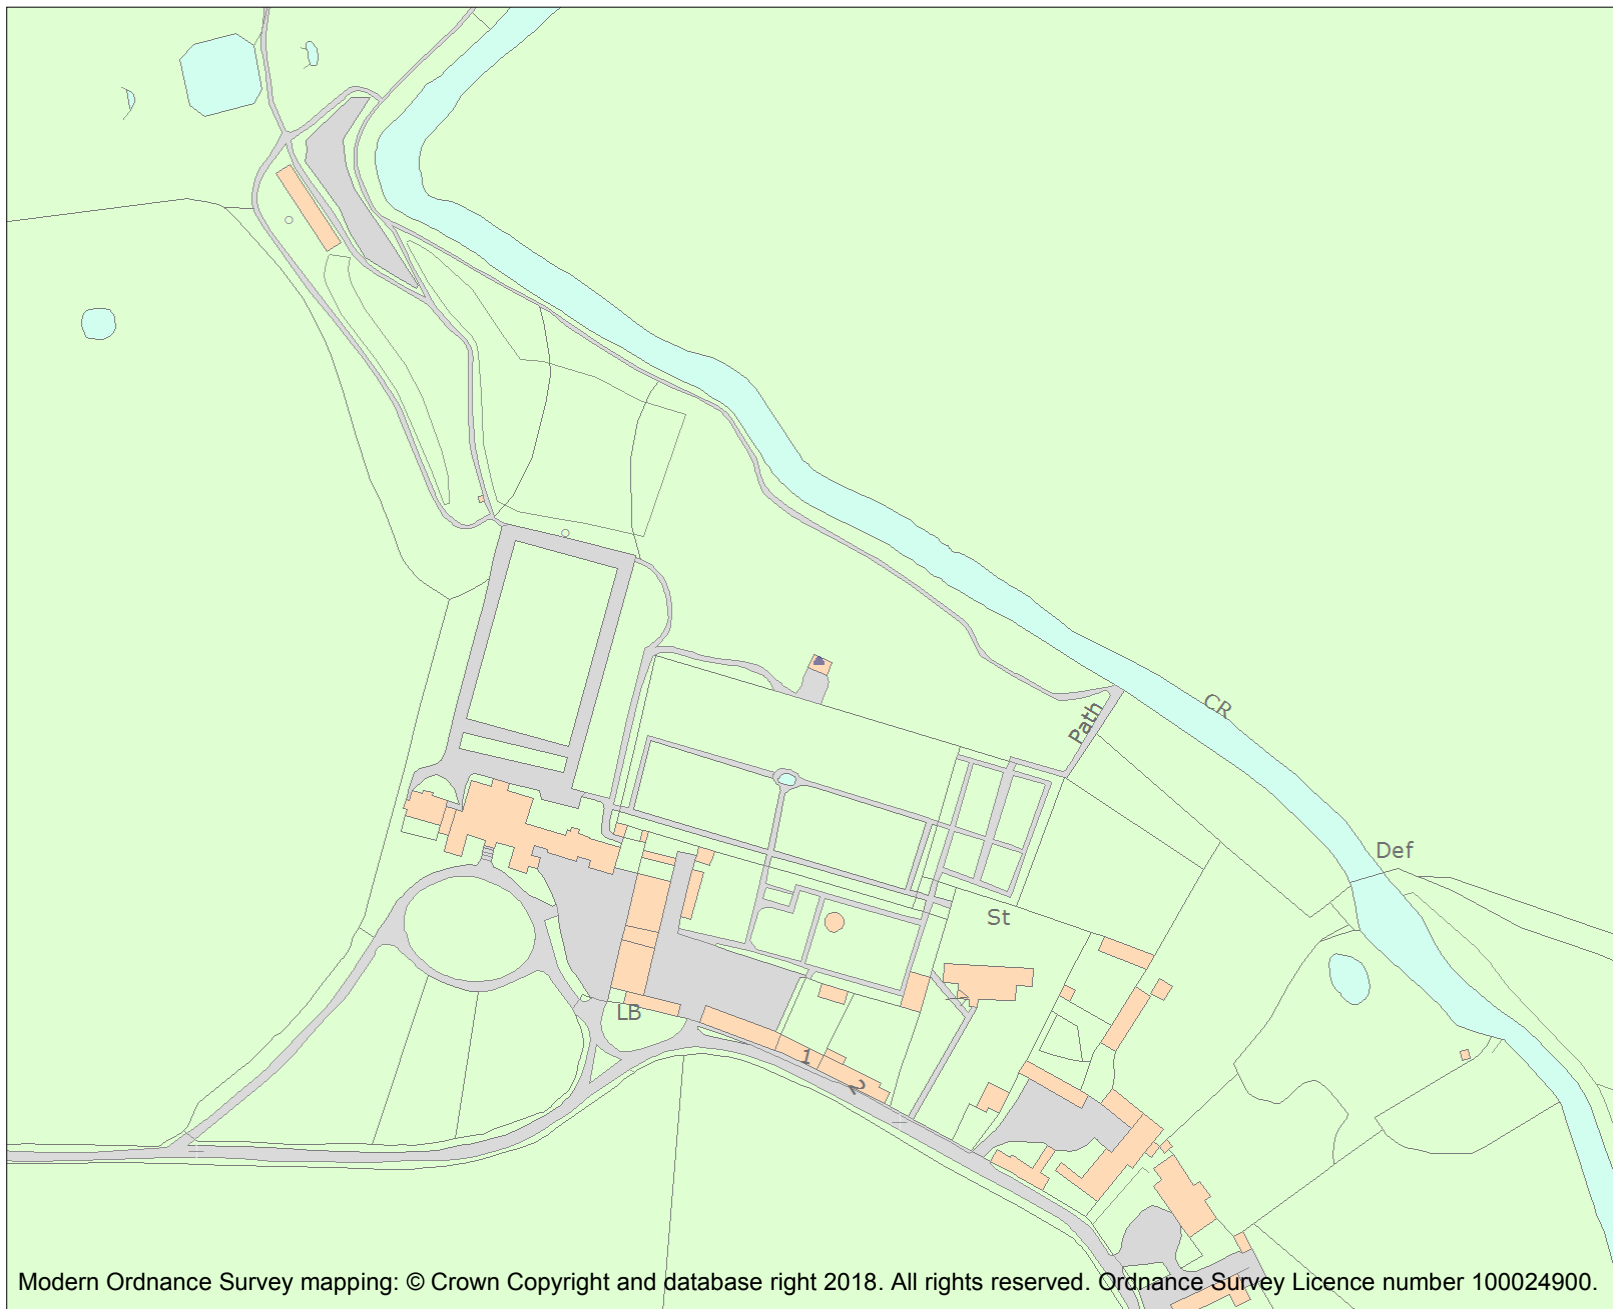 CR
Path
Def
St
LB
1
2
Modern Ordnance Survey mapping: © Crown Copyright and database right 2018. All rights reserved. Ordnance Survey Licence number 100024900.